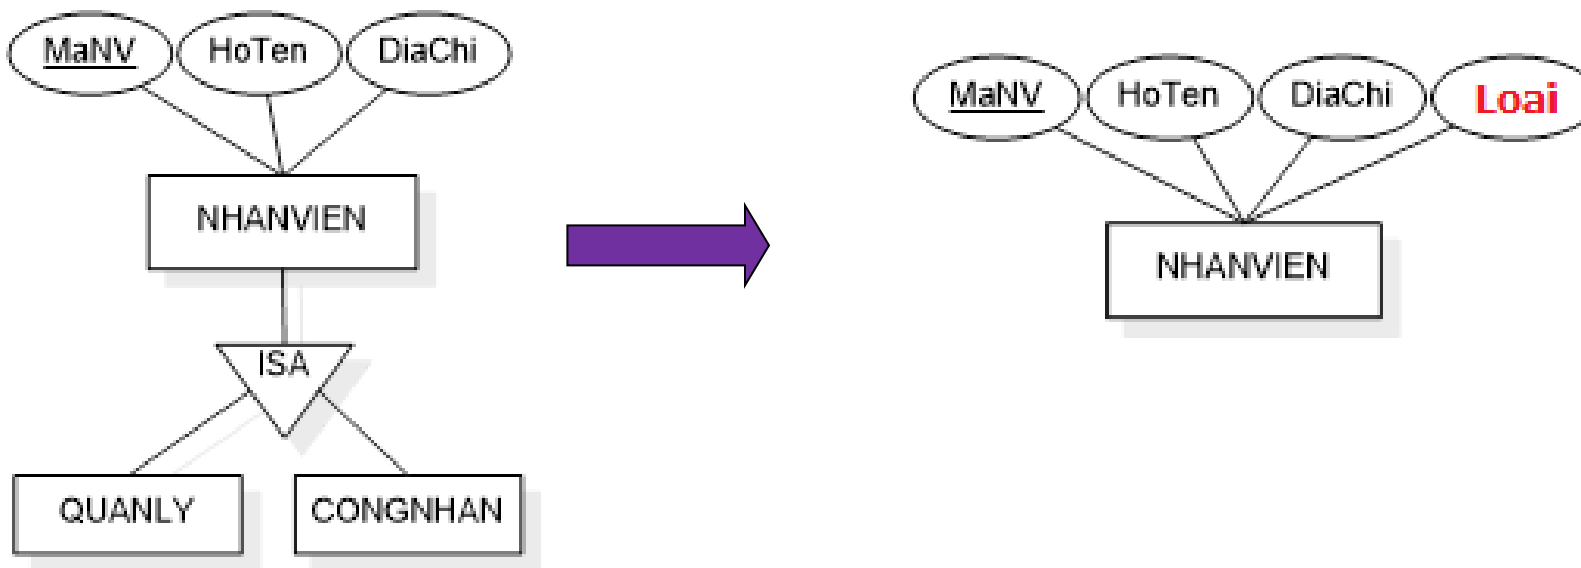 MaNV HoTen DiaChi
NHANVIEN
ISA
QUANLY CONGNHAN
MaNV HoTen DiaChi Loai
NHANVIEN